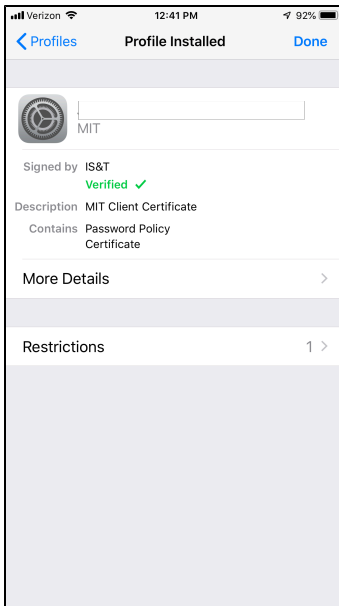 Verizon 12:41 PM 92%
Profiles Profile Installed Done
MIT
Signed by IS&T
Verified ✓
Description MIT Client Certificate
Contains Password Policy
Certificate
More Details
Restrictions 1